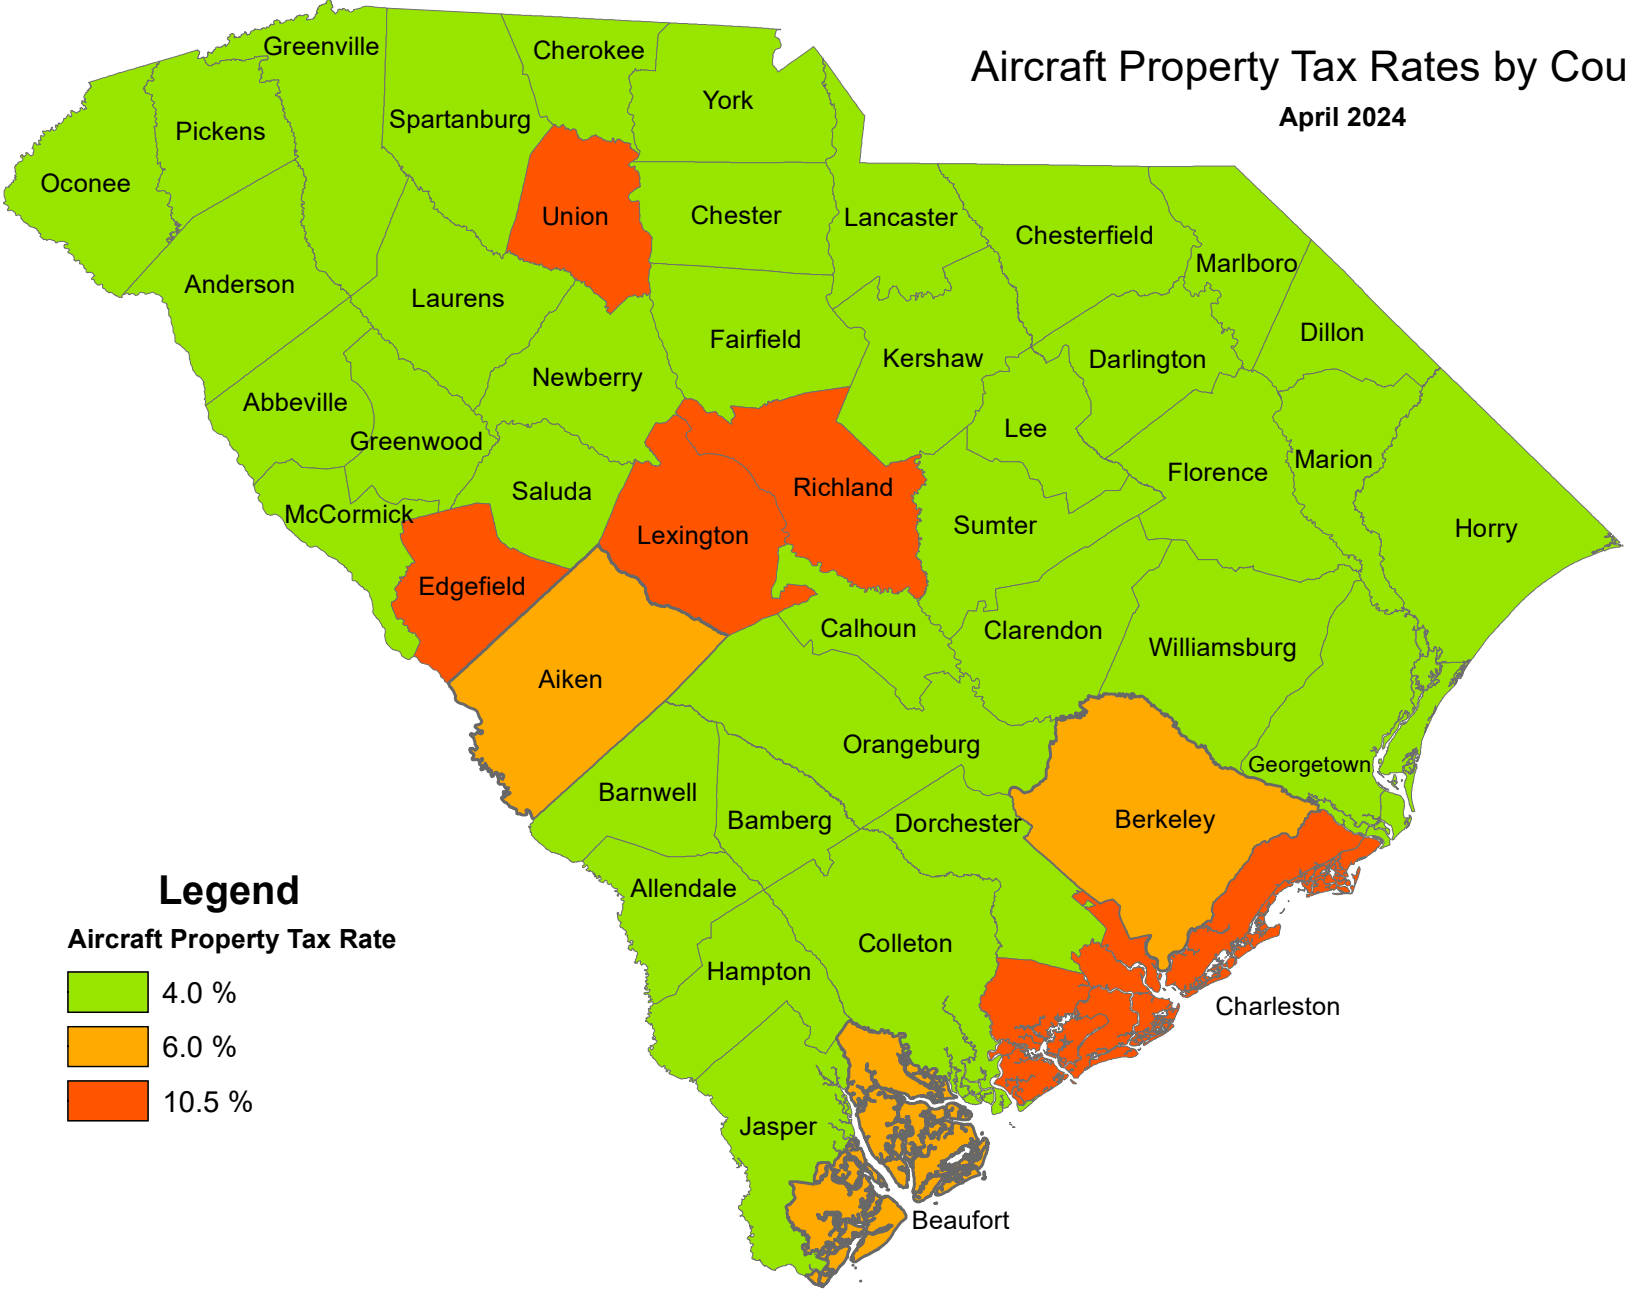 Aircraft Property Tax Rates by Cou
April 2024
Greenville
Cherokee
York
Spartanburg
Pickens
Oconee
Union
Chester
Lancaster
Chesterfield
Marlboro
Anderson
Laurens
Dillon
Fairfield
Kershaw
Darlington
Newberry
Abbeville
Greenwood
Lee
Marion
Florence
Saluda
Richland
McCormick
Sumter
Horry
Lexington
Edgefield
Calhoun
Clarendon
Williamsburg
Aiken
Orangeburg
Georgetown
Barnwell
Bamberg
Dorchester
Berkeley
Allendale
Colleton
Hampton
Charleston
Jasper
Beaufort
Legend
Aircraft Property Tax Rate
4.0 %
6.0 %
10.5 %